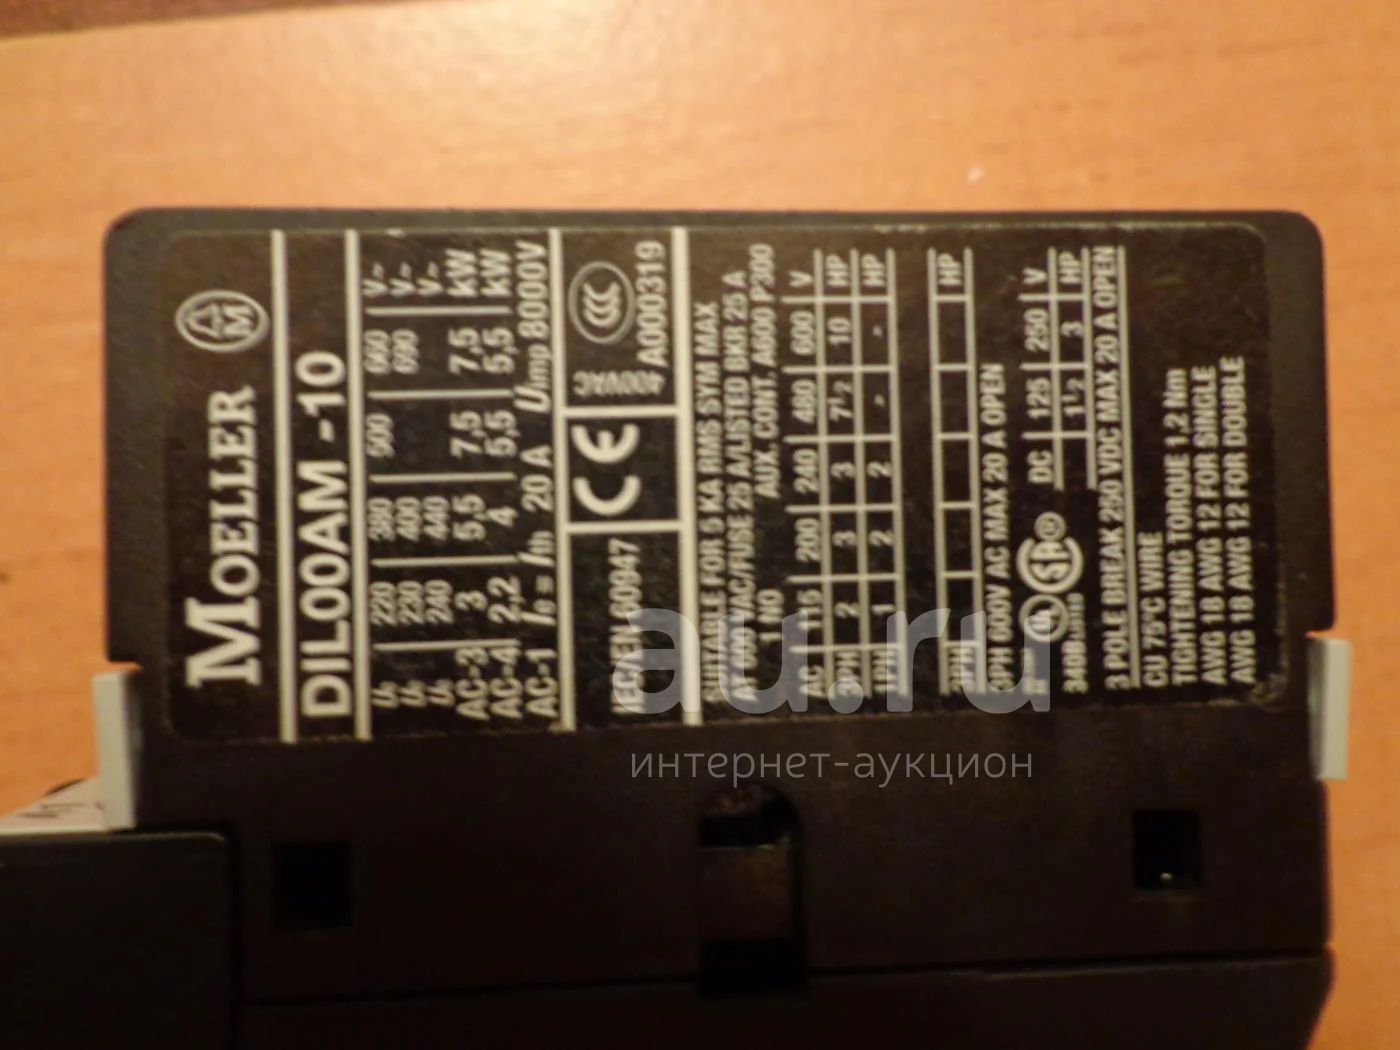 MOELLER
DIL00AM -10
Ue 220 380 500 660 V~
Ue 230 400 690 V~
Ue 240 440 V~
AC-3 3 5,5 7,5 7,5 kW
AC-4 2,2 4 5,5 5,5 kW
AC-1 Ie = Ith 20 A Uimp 8000V
IEC/EN 60947 CE 400VAC CCC A000319
SUITABLE FOR 5 KA RMS SYM MAX
AT 600 VAC/FUSE 25 A/LISTED BKR 25 A
1 NO AUX. CONT. A600 P300
AC 115 200 240 480 600 V
3PH 2 3 3 7½ 10 HP
1PH 1 2 2 - - HP
3PH HP
3PH 600V AC MAX 20 A OPEN
UL SA® DC 125 250 V
340B LISTED 1½ 3 HP
3 POLE BREAK 250 VDC MAX 20 A OPEN
CU 75°C WIRE
TIGHTENING TORQUE 1,2 Nm
AWG 18 AWG 12 FOR SINGLE
AWG 18 AWG 12 FOR DOUBLE
au.ru
интернет-аукцион